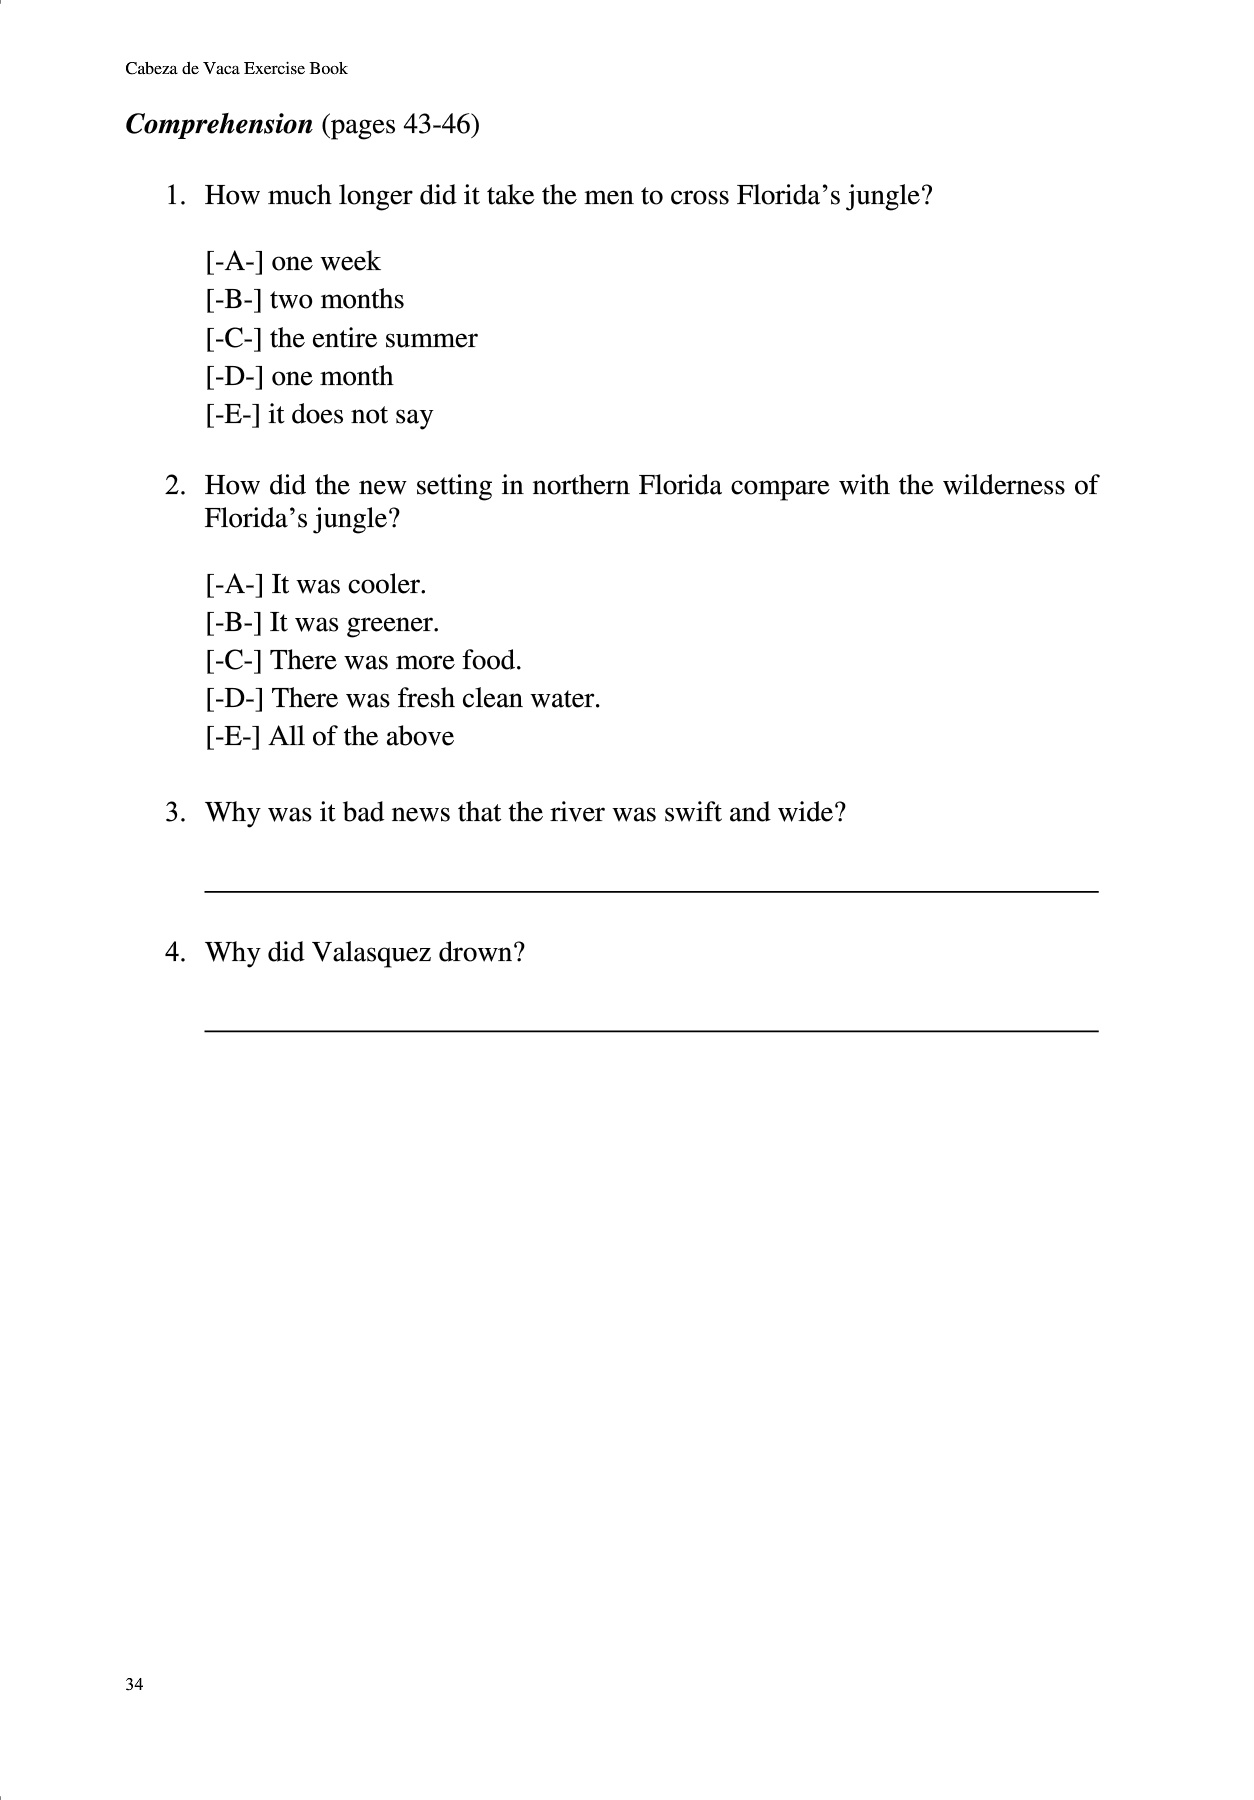 Cabeza de Vaca Exercise Book
Comprehension (pages 43-46)
1. How much longer did it take the men to cross Florida’s jungle?
[-A-] one week
[-B-] two months
[-C-] the entire summer
[-D-] one month
[-E-] it does not say
2. How did the new setting in northern Florida compare with the wilderness of
Florida’s jungle?
[-A-] It was cooler.
[-B-] It was greener.
[-C-] There was more food.
[-D-] There was fresh clean water.
[-E-] All of the above
3. Why was it bad news that the river was swift and wide?
4. Why did Valasquez drown?
34